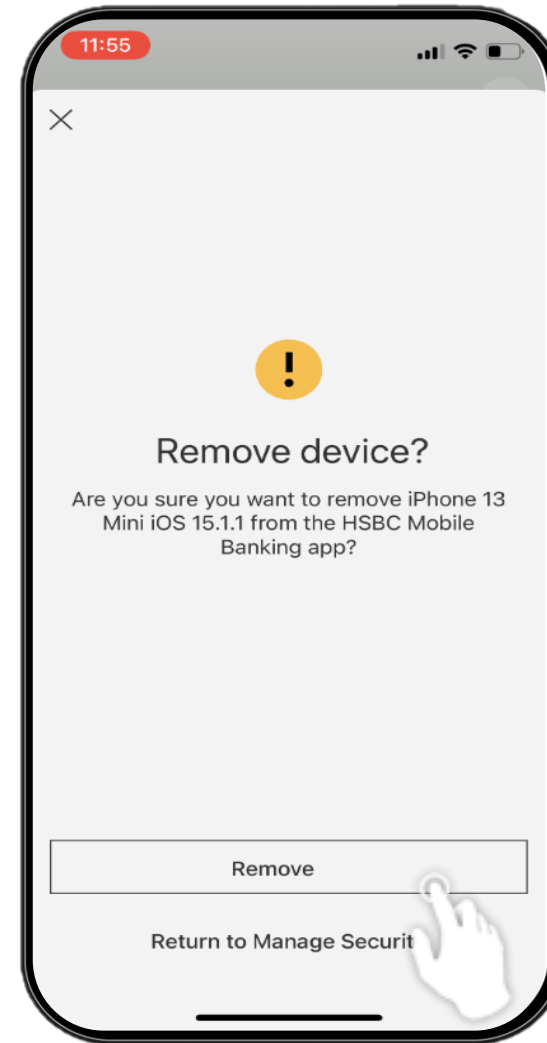 11:55
Remove device?
Are you sure you want to remove iPhone 13
Mini iOS 15.1.1 from the HSBC Mobile
Banking app?
Remove
Return to Manage Securit